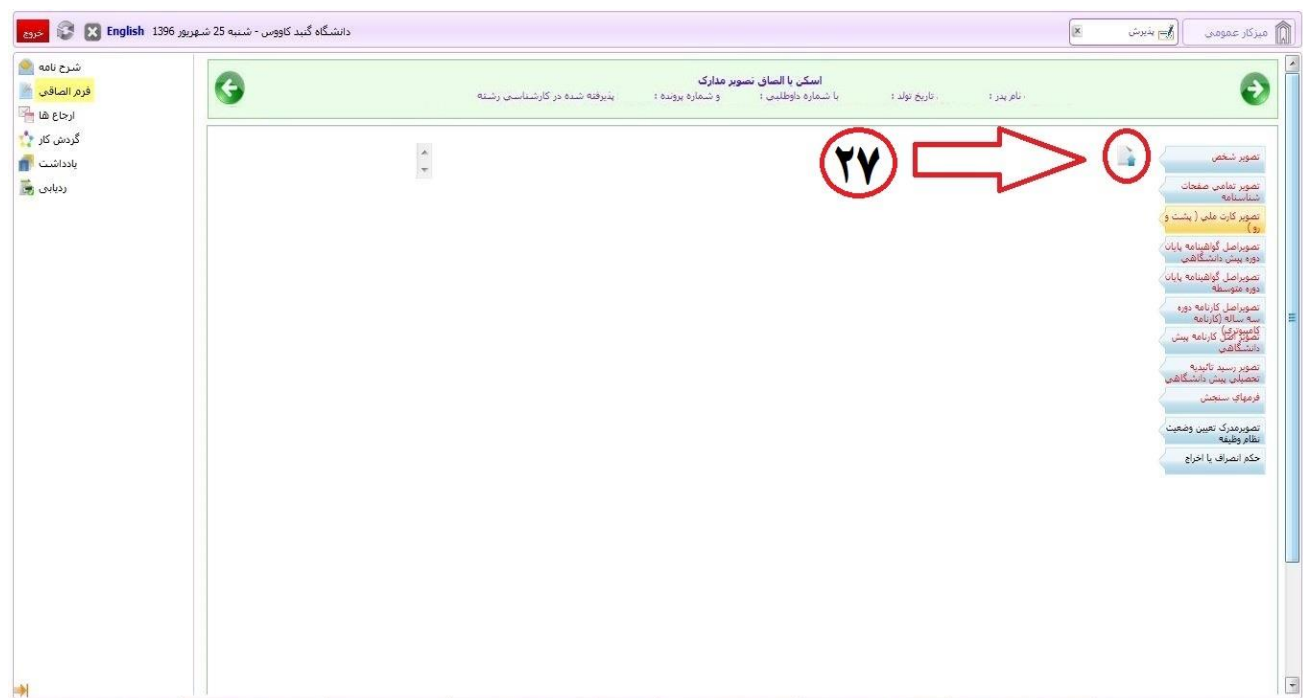 میزکار عمومی
پذیرش
دانشگاه گنبد کاووس - شنبه 25 شهریور 1396
English
خروج
شرح نامه
فرم الصاقی
ارجاع ها
گردش کار
یادداشت
ردیابی
اسکن یا الصاق تصویر مدارک
نام پدر : . تاریخ تولد : با شماره داوطلبی : و شماره پرونده : پذیرفته شده در کارشناسی رشته
۲۷
تصویر شخص
تصویر تمامی صفحات
شناسنامه
تصویر کارت ملی ( پشت و
رو )
تصویراصل گواهینامه پایان
دوره پیش دانشگاهی
تصویراصل گواهینامه پایان
دوره متوسطه
تصویراصل کارنامه دوره
سه ساله (کارنامه
کامپیوتری)
تصویر اصل کارنامه پیش
دانشگاهی
تصویر رسید تائیدیه
تحصیلی پیش دانشگاهی
فرمهای سنجش
تصویرمدرک تعیین وضعیت
نظام وظیفه
حکم انصراف یا اخراج